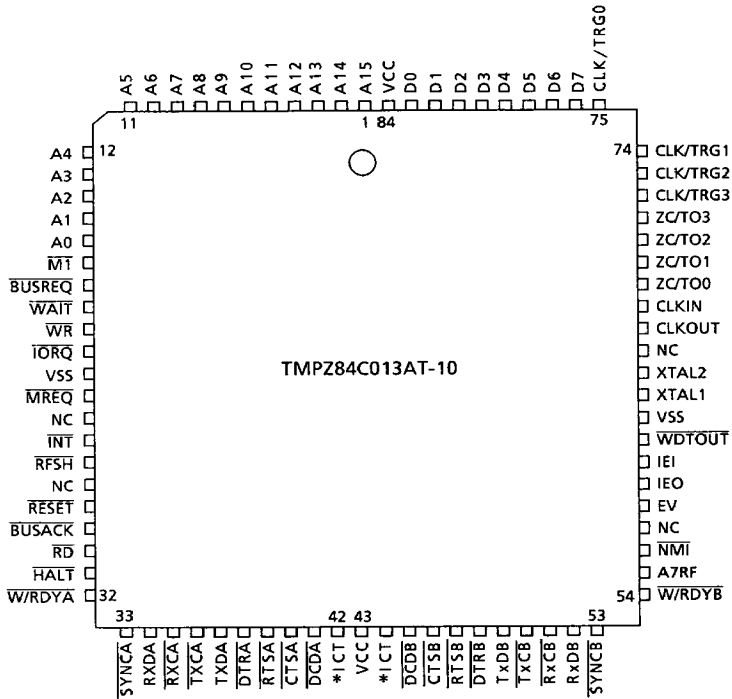 A5 A6 A7 A8 A9 A10 A11 A12 A13 A14 A15 VCC D0 D1 D2 D3 D4 D5 D6 D7 CLK/TRG0
11 1 84 75
A4 12
A3
A2
A1
A0
M1
BUSREQ
WAIT
WR
IORQ
VSS
MREQ
NC
INT
RFSH
NC
RESET
BUSACK
RD
HALT
W/RDYA 32
TMPZ84C013AT-10
74 CLK/TRG1
CLK/TRG2
CLK/TRG3
ZC/TO3
ZC/TO2
ZC/TO1
ZC/TO0
CLKIN
CLKOUT
NC
XTAL2
XTAL1
VSS
WDTOUT
IEI
IEO
EV
NC
NMI
A7RF
54 W/RDYB
33 42 43 53
SYNCA RXDA RXCA TXCA TXDA DTRA RTSA CTSA DCDA *ICT VCC *ICT DCDB CTSB RTSB DTRB TxDB TxCB RxCB RxDB SYNCB